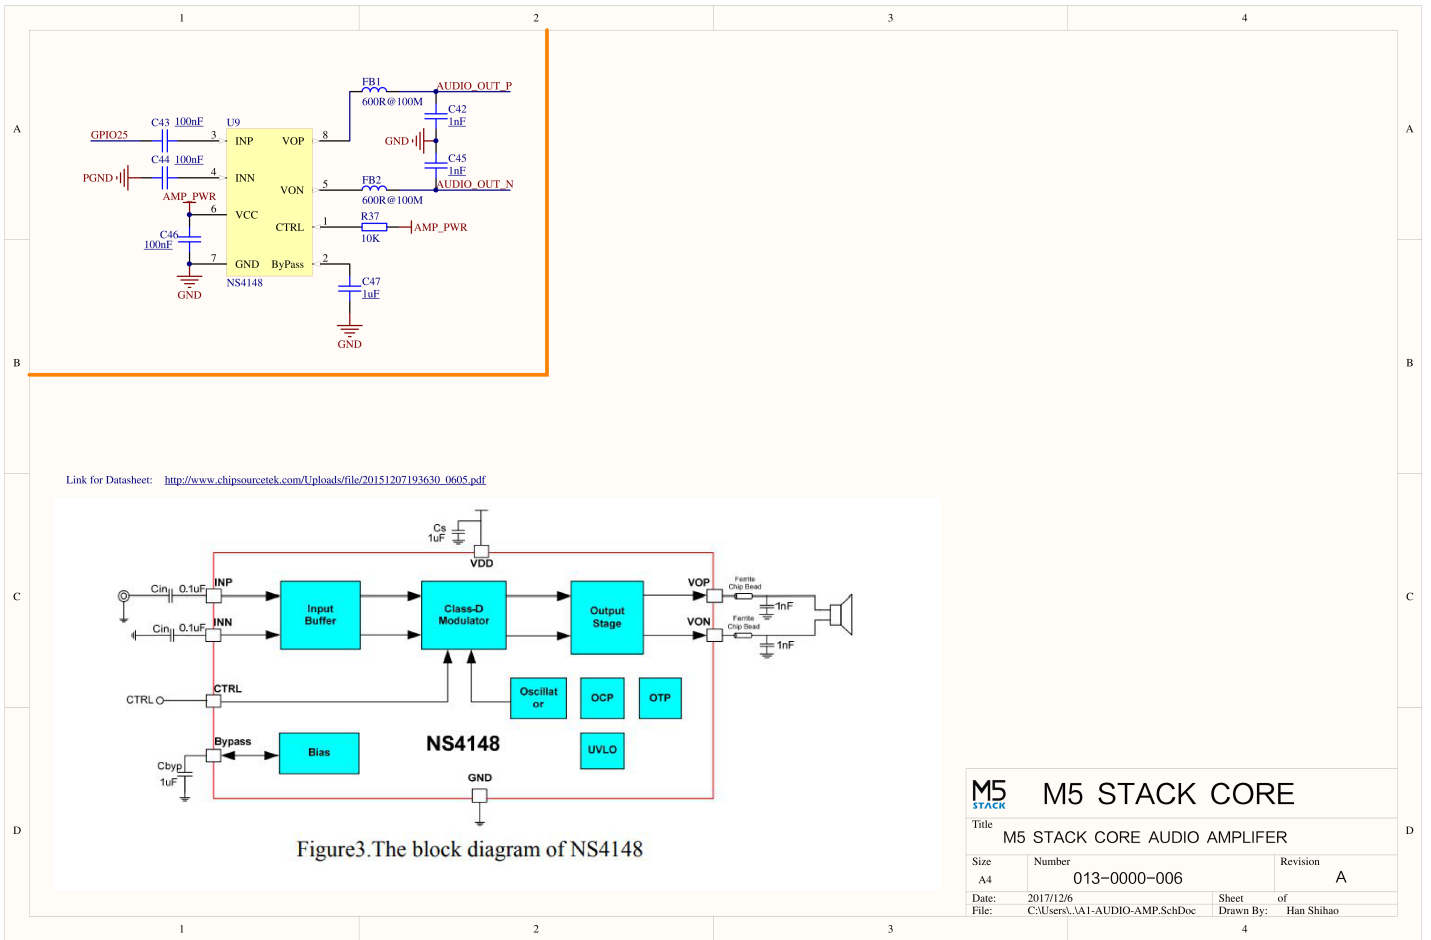 1 2 3 4
A A
FB1
AUDIO_OUT_P
600R@100M
C42
1nF
C43 100nF U9
GPIO25 3 INP VOP 8
GND
C44 100nF
C45
1nF
PGND 4 INN
FB2
VON 5 AUDIO_OUT_N
600R@100M
AMP_PWR
6 VCC
R37
CTRL 1 AMP_PWR
10K
C46
100nF
7 GND ByPass 2
NS4148
C47
1uF
GND
GND
B B
Link for Datasheet: http://www.chipsourcetek.com/Uploads/file/20151207193630_0605.pdf
Cs
1uF
VDD
Cin 0.1uF INP
Input
Buffer
Class-D
Modulator
Output
Stage
VOP
Ferrite
Chip Bead
1nF
C C
Cin 0.1uF INN
VON
Ferrite
Chip Bead
1nF
CTRL CTRL
Oscillat
or
OCP
OTP
Bypass
Cbyp
1uF
Bias
NS4148
UVLO
GND
Figure3.The block diagram of NS4148
D D
M5
STACK
M5 STACK CORE
Title
M5 STACK CORE AUDIO AMPLIFER
Size Number Revision
A4 013-0000-006 A
Date: 2017/12/6 Sheet of
File: C:\Users\..\A1-AUDIO-AMP.SchDoc Drawn By: Han Shihao
1 2 3 4